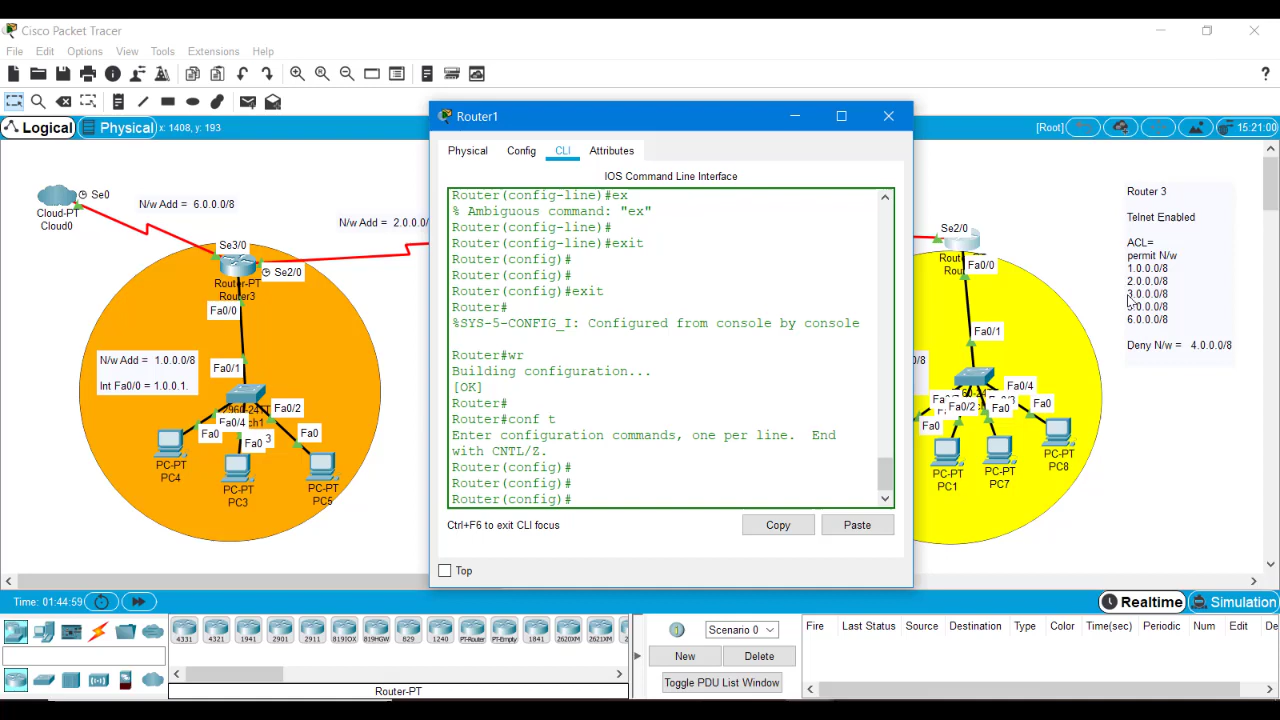 Cisco Packet Tracer
File Edit Options View Tools Extensions Help
Logical Physical x: 1408, y: 193 [Root] 15:21:00
Se0
Cloud-PT
Cloud0
N/w Add = 6.0.0.0/8
N/w Add = 2.0.0.0
Se3/0
Se2/0
Router-PT
Router3
Fa0/0
N/w Add = 1.0.0.0/8
Int Fa0/0 = 1.0.0.1.
Fa0/1
Fa0/2
Fa0/4
Fa0
Fa0
Fa0
PC-PT
PC4
PC-PT
PC3
PC-PT
PC5
Router1
Physical Config CLI Attributes
IOS Command Line Interface
Router(config-line)#ex
% Ambiguous command: "ex"
Router(config-line)#
Router(config-line)#exit
Router(config)#
Router(config)#
Router(config)#exit
Router#
%SYS-5-CONFIG_I: Configured from console by console
Router#wr
Building configuration...
[OK]
Router#
Router#conf t
Enter configuration commands, one per line.  End
with CNTL/Z.
Router(config)#
Router(config)#
Router(config)#
Ctrl+F6 to exit CLI focus
Copy
Paste
Top
Se2/0
Fa0/0
Fa0/1
Fa0/4
Fa0/2
Fa0
Fa0
Fa0
PC-PT
PC1
PC-PT
PC7
PC-PT
PC8
Router 3
Telnet Enabled
ACL=
permit N/w
1.0.0.0/8
2.0.0.0/8
3.0.0.0/8
5.0.0.0/8
6.0.0.0/8
Deny N/w = 4.0.0.0/8
Time: 01:44:59
Realtime Simulation
4331 4321 1941 2901 2911 819IOX 819HGW 829 1240 PT-Router PT-Empty 1841 2620XM 2621XM
Router-PT
Scenario 0
New Delete
Toggle PDU List Window
Fire Last Status Source Destination Type Color Time(sec) Periodic Num Edit De